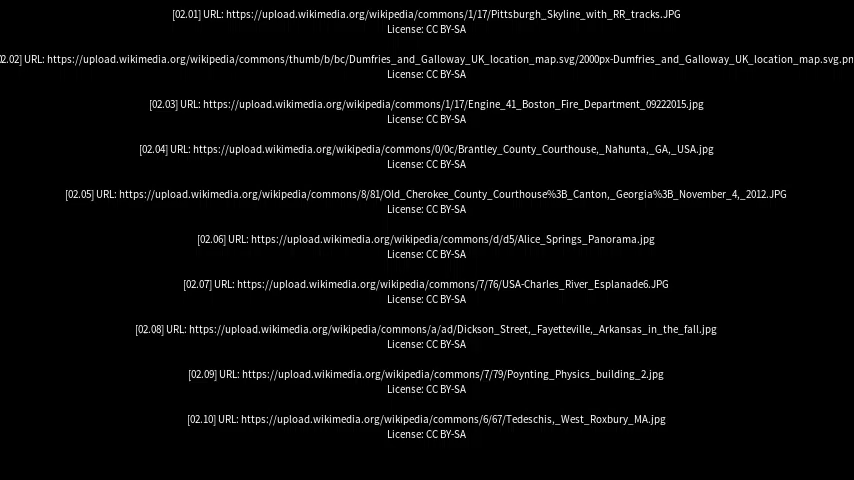 [02.01] URL: https://upload.wikimedia.org/wikipedia/commons/1/17/Pittsburgh_Skyline_with_RR_tracks.JPG
License: CC BY-SA
02.02] URL: https://upload.wikimedia.org/wikipedia/commons/thumb/b/bc/Dumfries_and_Galloway_UK_location_map.svg/2000px-Dumfries_and_Galloway_UK_location_map.svg.pn
License: CC BY-SA
[02.03] URL: https://upload.wikimedia.org/wikipedia/commons/1/17/Engine_41_Boston_Fire_Department_09222015.jpg
License: CC BY-SA
[02.04] URL: https://upload.wikimedia.org/wikipedia/commons/0/0c/Brantley_County_Courthouse,_Nahunta,_GA,_USA.jpg
License: CC BY-SA
[02.05] URL: https://upload.wikimedia.org/wikipedia/commons/8/81/Old_Cherokee_County_Courthouse%3B_Canton,_Georgia%3B_November_4,_2012.JPG
License: CC BY-SA
[02.06] URL: https://upload.wikimedia.org/wikipedia/commons/d/d5/Alice_Springs_Panorama.jpg
License: CC BY-SA
[02.07] URL: https://upload.wikimedia.org/wikipedia/commons/7/76/USA-Charles_River_Esplanade6.JPG
License: CC BY-SA
[02.08] URL: https://upload.wikimedia.org/wikipedia/commons/a/ad/Dickson_Street,_Fayetteville,_Arkansas_in_the_fall.jpg
License: CC BY-SA
[02.09] URL: https://upload.wikimedia.org/wikipedia/commons/7/79/Poynting_Physics_building_2.jpg
License: CC BY-SA
[02.10] URL: https://upload.wikimedia.org/wikipedia/commons/6/67/Tedeschis,_West_Roxbury_MA.jpg
License: CC BY-SA